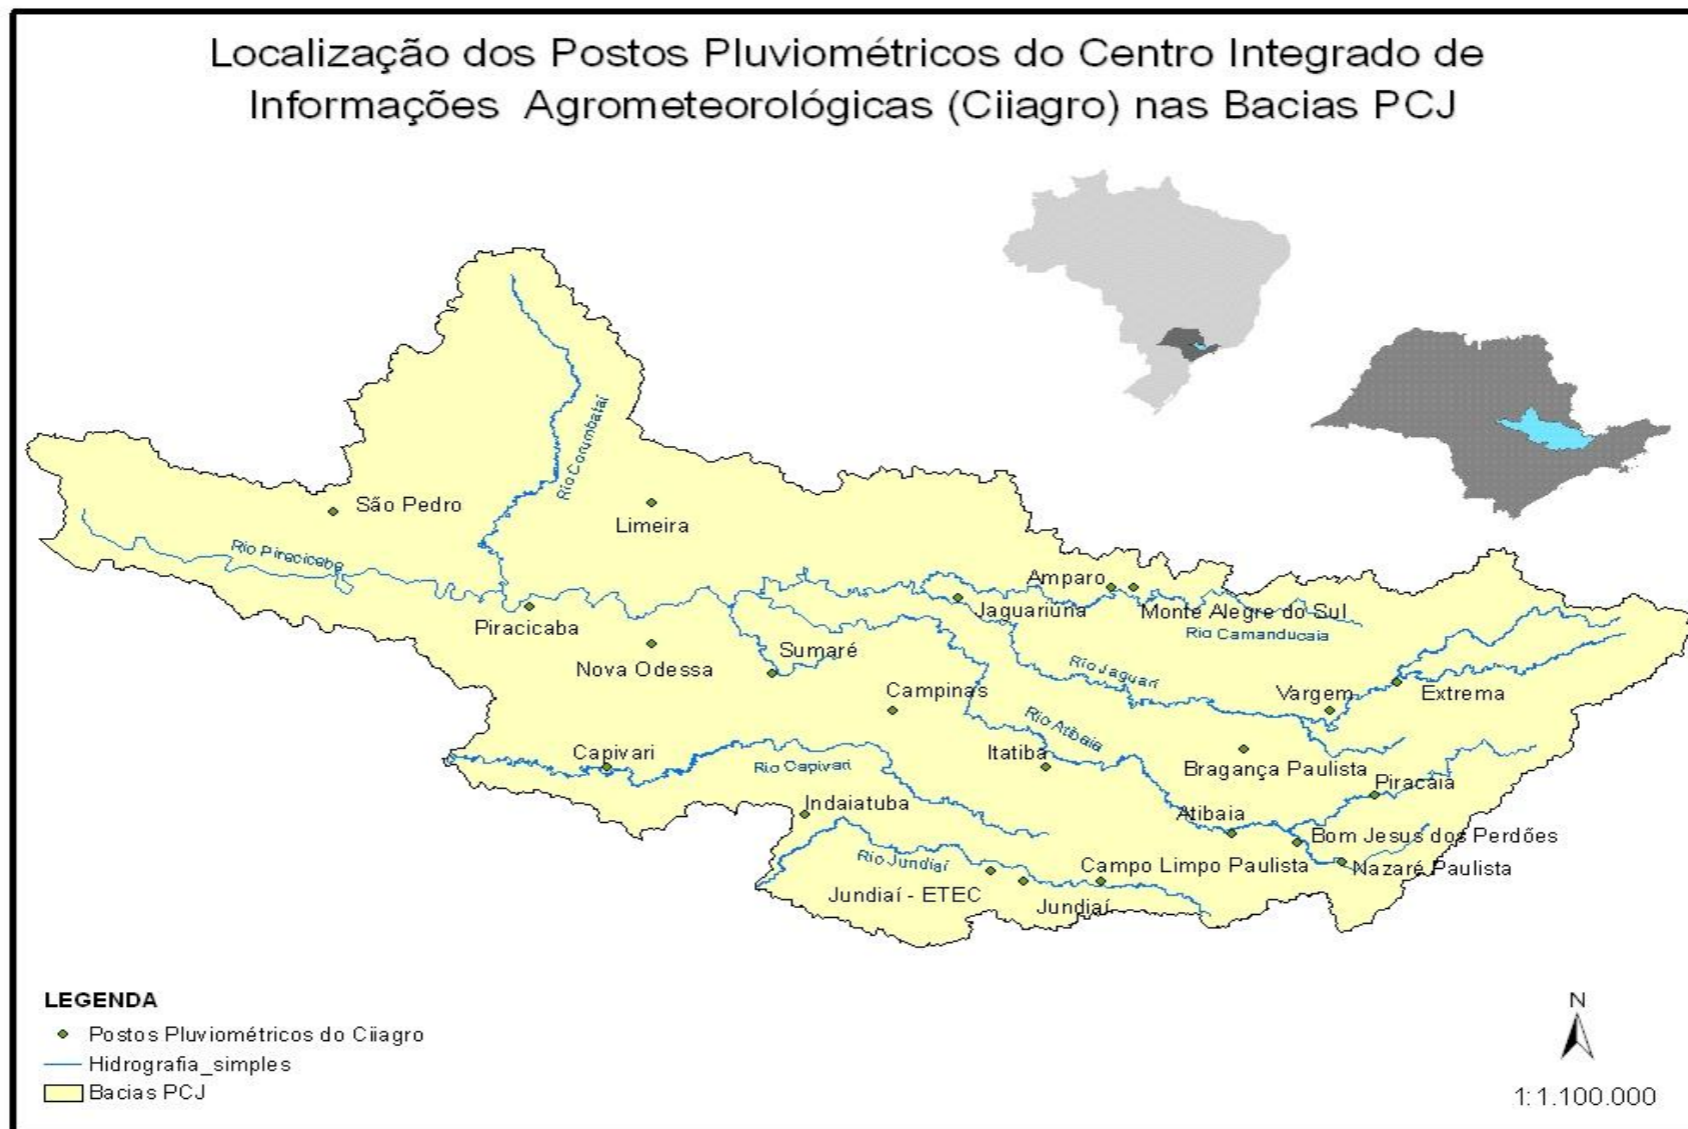 Localização dos Postos Pluviométricos do Centro Integrado de
Informações Agrometeorológicas (Ciiagro) nas Bacias PCJ
Rio Corumbataí
São Pedro
Limeira
Rio Piracicaba
Amparo
Jaguariúna
Monte Alegre do Sul
Piracicaba
Rio Camanducaia
Sumaré
Nova Odessa
Rio Jaguarí
Campinas
Vargem
Extrema
Rio Atibaia
Capivari
Itatiba
Rio Capivari
Bragança Paulista
Piracaia
Indaiatuba
Atibaia
Bom Jesus dos Perdões
Rio Jundiaí
Campo Limpo Paulista
Nazaré Paulista
Jundiaí - ETEC
Jundiaí
LEGENDA
Postos Pluviométricos do Ciiagro
Hidrografia_simples
Bacias PCJ
N
1:1.100.000